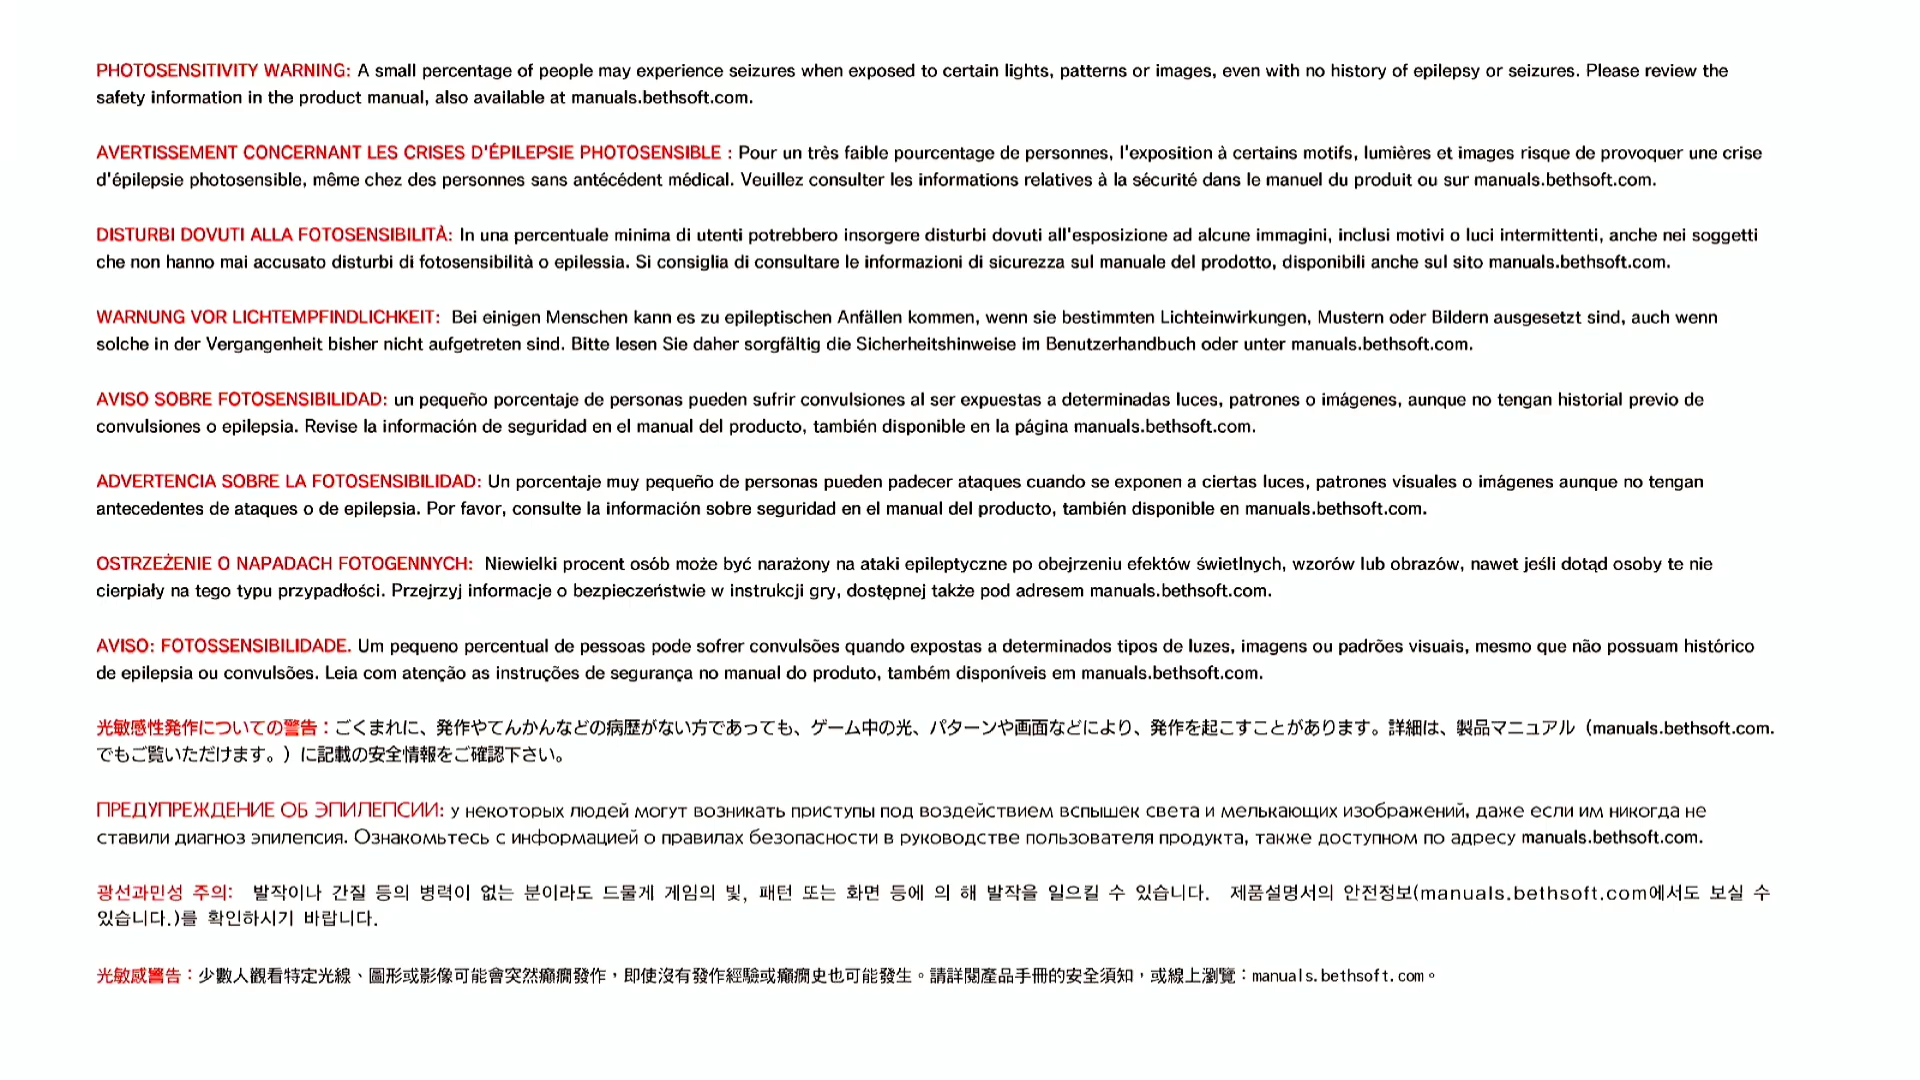 PHOTOSENSITIVITY WARNING: A small percentage of people may experience seizures when exposed to certain lights, patterns or images, even with no history of epilepsy or seizures. Please review the
safety information in the product manual, also available at manuals.bethsoft.com.
AVERTISSEMENT CONCERNANT LES CRISES D'ÉPILEPSIE PHOTOSENSIBLE : Pour un très faible pourcentage de personnes, l'exposition à certains motifs, lumières et images risque de provoquer une crise
d'épilepsie photosensible, même chez des personnes sans antécédent médical. Veuillez consulter les informations relatives à la sécurité dans le manuel du produit ou sur manuals.bethsoft.com.
DISTURBI DOVUTI ALLA FOTOSENSIBILITÀ: In una percentuale minima di utenti potrebbero insorgere disturbi dovuti all'esposizione ad alcune immagini, inclusi motivi o luci intermittenti, anche nei soggetti
che non hanno mai accusato disturbi di fotosensibilità o epilessia. Si consiglia di consultare le informazioni di sicurezza sul manuale del prodotto, disponibili anche sul sito manuals.bethsoft.com.
WARNUNG VOR LICHTEMPFINDLICHKEIT: Bei einigen Menschen kann es zu epileptischen Anfällen kommen, wenn sie bestimmten Lichteinwirkungen, Mustern oder Bildern ausgesetzt sind, auch wenn
solche in der Vergangenheit bisher nicht aufgetreten sind. Bitte lesen Sie daher sorgfältig die Sicherheitshinweise im Benutzerhandbuch oder unter manuals.bethsoft.com.
AVISO SOBRE FOTOSENSIBILIDAD: un pequeño porcentaje de personas pueden sufrir convulsiones al ser expuestas a determinadas luces, patrones o imágenes, aunque no tengan historial previo de
convulsiones o epilepsia. Revise la información de seguridad en el manual del producto, también disponible en la página manuals.bethsoft.com.
ADVERTENCIA SOBRE LA FOTOSENSIBILIDAD: Un porcentaje muy pequeño de personas pueden padecer ataques cuando se exponen a ciertas luces, patrones visuales o imágenes aunque no tengan
antecedentes de ataques o de epilepsia. Por favor, consulte la información sobre seguridad en el manual del producto, también disponible en manuals.bethsoft.com.
OSTRZEŻENIE O NAPADACH FOTOGENNYCH: Niewielki procent osób może być narażony na ataki epileptyczne po obejrzeniu efektów świetlnych, wzorów lub obrazów, nawet jeśli dotąd osoby te nie
cierpiały na tego typu przypadłości. Przejrzyj informacje o bezpieczeństwie w instrukcji gry, dostępnej także pod adresem manuals.bethsoft.com.
AVISO: FOTOSSENSIBILIDADE. Um pequeno percentual de pessoas pode sofrer convulsões quando expostas a determinados tipos de luzes, imagens ou padrões visuais, mesmo que não possuam histórico
de epilepsia ou convulsões. Leia com atenção as instruções de segurança no manual do produto, também disponíveis em manuals.bethsoft.com.
光敏感性発作についての警告：ごくまれに、発作やてんかんなどの病歴がない方であっても、ゲーム中の光、パターンや画面などにより、発作を起こすことがあります。詳細は、製品マニュアル（manuals.bethsoft.com.
でもご覧いただけます。）に記載の安全情報をご確認下さい。
ПРЕДУПРЕЖДЕНИЕ ОБ ЭПИЛЕПСИИ: у некоторых людей могут возникать приступы под воздействием вспышек света и мелькающих изображений, даже если им никогда не
ставили диагноз эпилепсия. Ознакомьтесь с информацией о правилах безопасности в руководстве пользователя продукта, также доступном по адресу manuals.bethsoft.com.
광선과민성 주의: 발작이나 간질 등의 병력이 없는 분이라도 드물게 게임의 빛, 패턴 또는 화면 등에 의 해 발작을 일으킬 수 있습니다. 제품설명서의 안전정보(manuals.bethsoft.com에서도 보실 수
있습니다.)를 확인하시기 바랍니다.
光敏感警告：少數人觀看特定光線、圖形或影像可能會突然癲癇發作，即使沒有發作經驗或癲癇史也可能發生。請詳閱產品手冊的安全須知，或線上瀏覽：manuals.bethsoft.com。